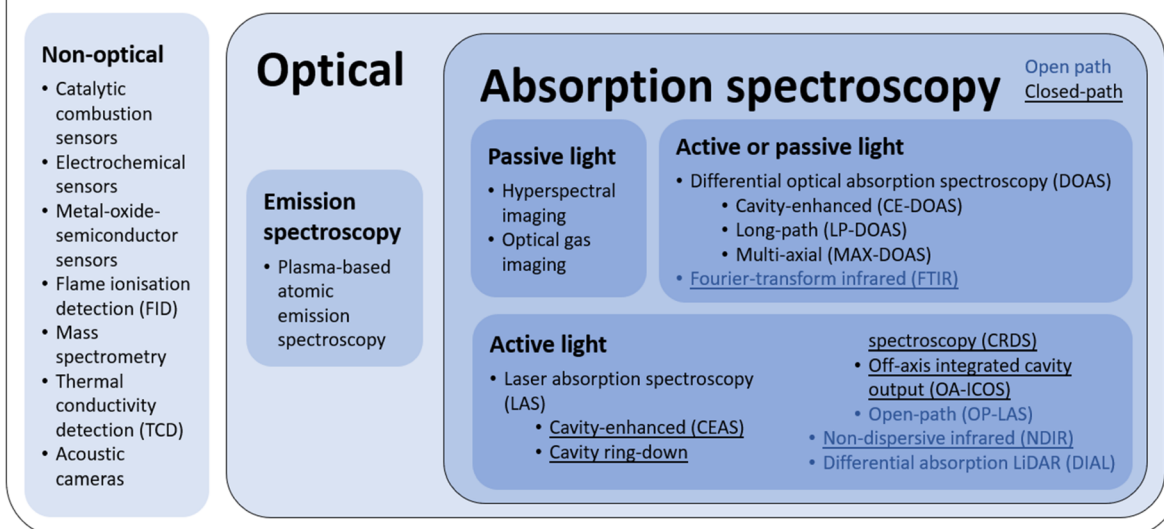 Non-optical
• Catalytic
combustion
sensors
• Electrochemical
sensors
• Metal-oxide-
semiconductor
sensors
• Flame ionisation
detection (FID)
• Mass
spectrometry
• Thermal
conductivity
detection (TCD)
• Acoustic
cameras
Optical
Emission
spectroscopy
• Plasma-based
atomic
emission
spectroscopy
Absorption spectroscopy
Open path
Closed-path
Passive light
• Hyperspectral
imaging
• Optical gas
imaging
Active or passive light
• Differential optical absorption spectroscopy (DOAS)
• Cavity-enhanced (CE-DOAS)
• Long-path (LP-DOAS)
• Multi-axial (MAX-DOAS)
• Fourier-transform infrared (FTIR)
Active light
• Laser absorption spectroscopy
(LAS)
• Cavity-enhanced (CEAS)
• Cavity ring-down
spectroscopy (CRDS)
• Off-axis integrated cavity
output (OA-ICOS)
• Open-path (OP-LAS)
• Non-dispersive infrared (NDIR)
• Differential absorption LiDAR (DIAL)